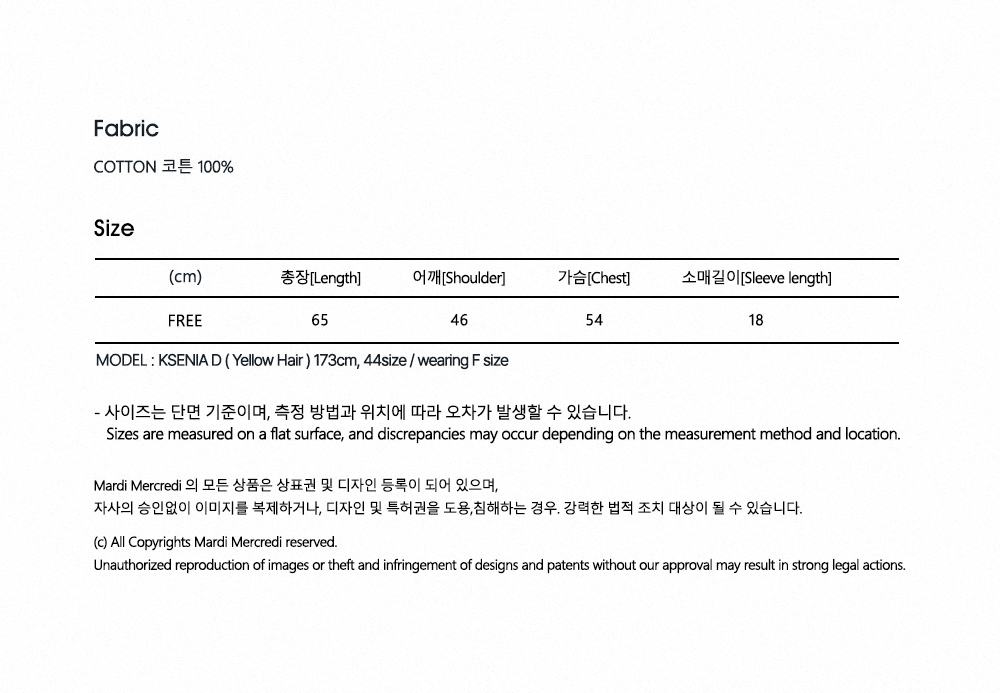 Fabric
COTTON 코튼 100%
Size
(cm) 총장[Length] 어깨[Shoulder] 가슴[Chest] 소매길이[Sleeve length]
FREE 65 46 54 18
MODEL : KSENIA D ( Yellow Hair ) 173cm, 44size / wearing F size
- 사이즈는 단면 기준이며, 측정 방법과 위치에 따라 오차가 발생할 수 있습니다.
Sizes are measured on a flat surface, and discrepancies may occur depending on the measurement method and location.
Mardi Mercredi 의 모든 상품은 상표권 및 디자인 등록이 되어 있으며,
자사의 승인없이 이미지를 복제하거나, 디자인 및 특허권을 도용,침해하는 경우. 강력한 법적 조치 대상이 될 수 있습니다.
(c) All Copyrights Mardi Mercredi reserved.
Unauthorized reproduction of images or theft and infringement of designs and patents without our approval may result in strong legal actions.